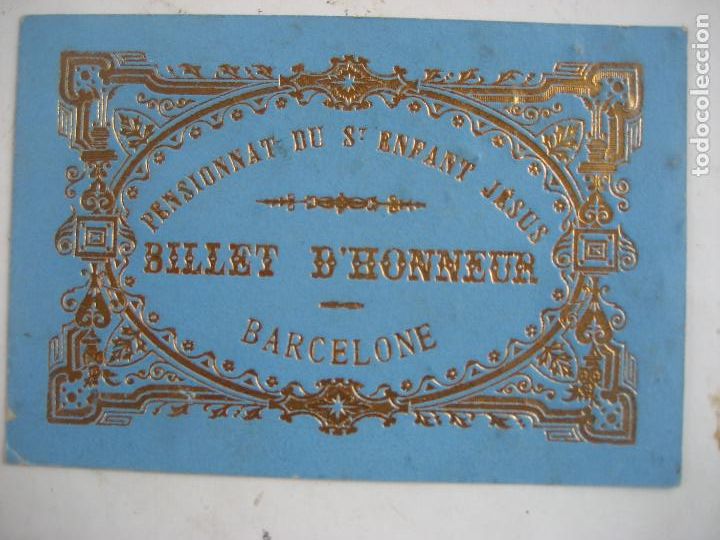 PENSIONNAT DU ST ENFANT JÉSUS
BILLET D'HONNEUR
BARCELONE
todocoleccion